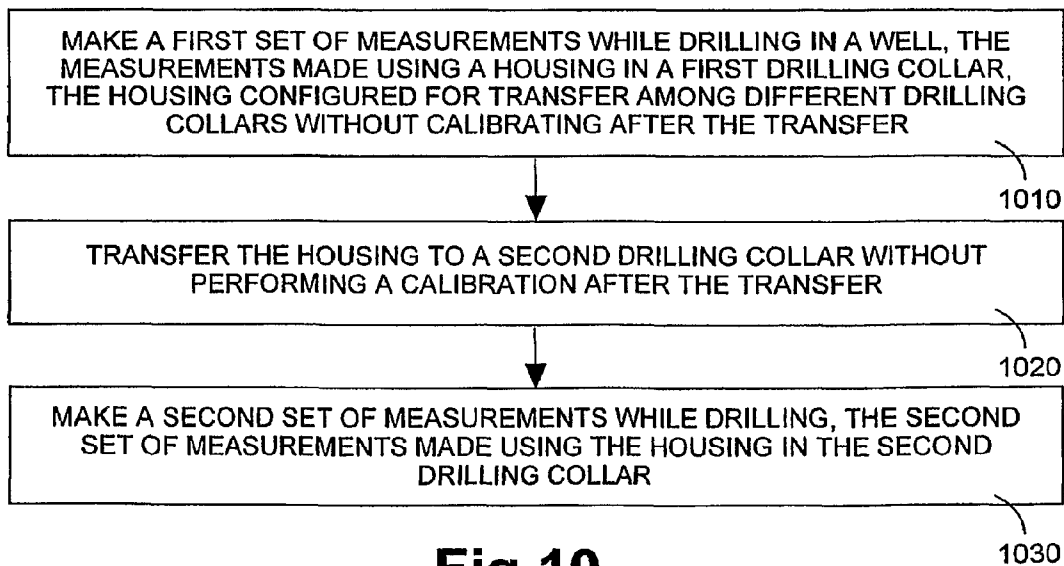 MAKE A FIRST SET OF MEASUREMENTS WHILE DRILLING IN A WELL, THE
MEASUREMENTS MADE USING A HOUSING IN A FIRST DRILLING COLLAR,
THE HOUSING CONFIGURED FOR TRANSFER AMONG DIFFERENT DRILLING
COLLARS WITHOUT CALIBRATING AFTER THE TRANSFER
1010
TRANSFER THE HOUSING TO A SECOND DRILLING COLLAR WITHOUT
PERFORMING A CALIBRATION AFTER THE TRANSFER
1020
MAKE A SECOND SET OF MEASUREMENTS WHILE DRILLING, THE SECOND
SET OF MEASUREMENTS MADE USING THE HOUSING IN THE SECOND
DRILLING COLLAR
1030
Fig.10